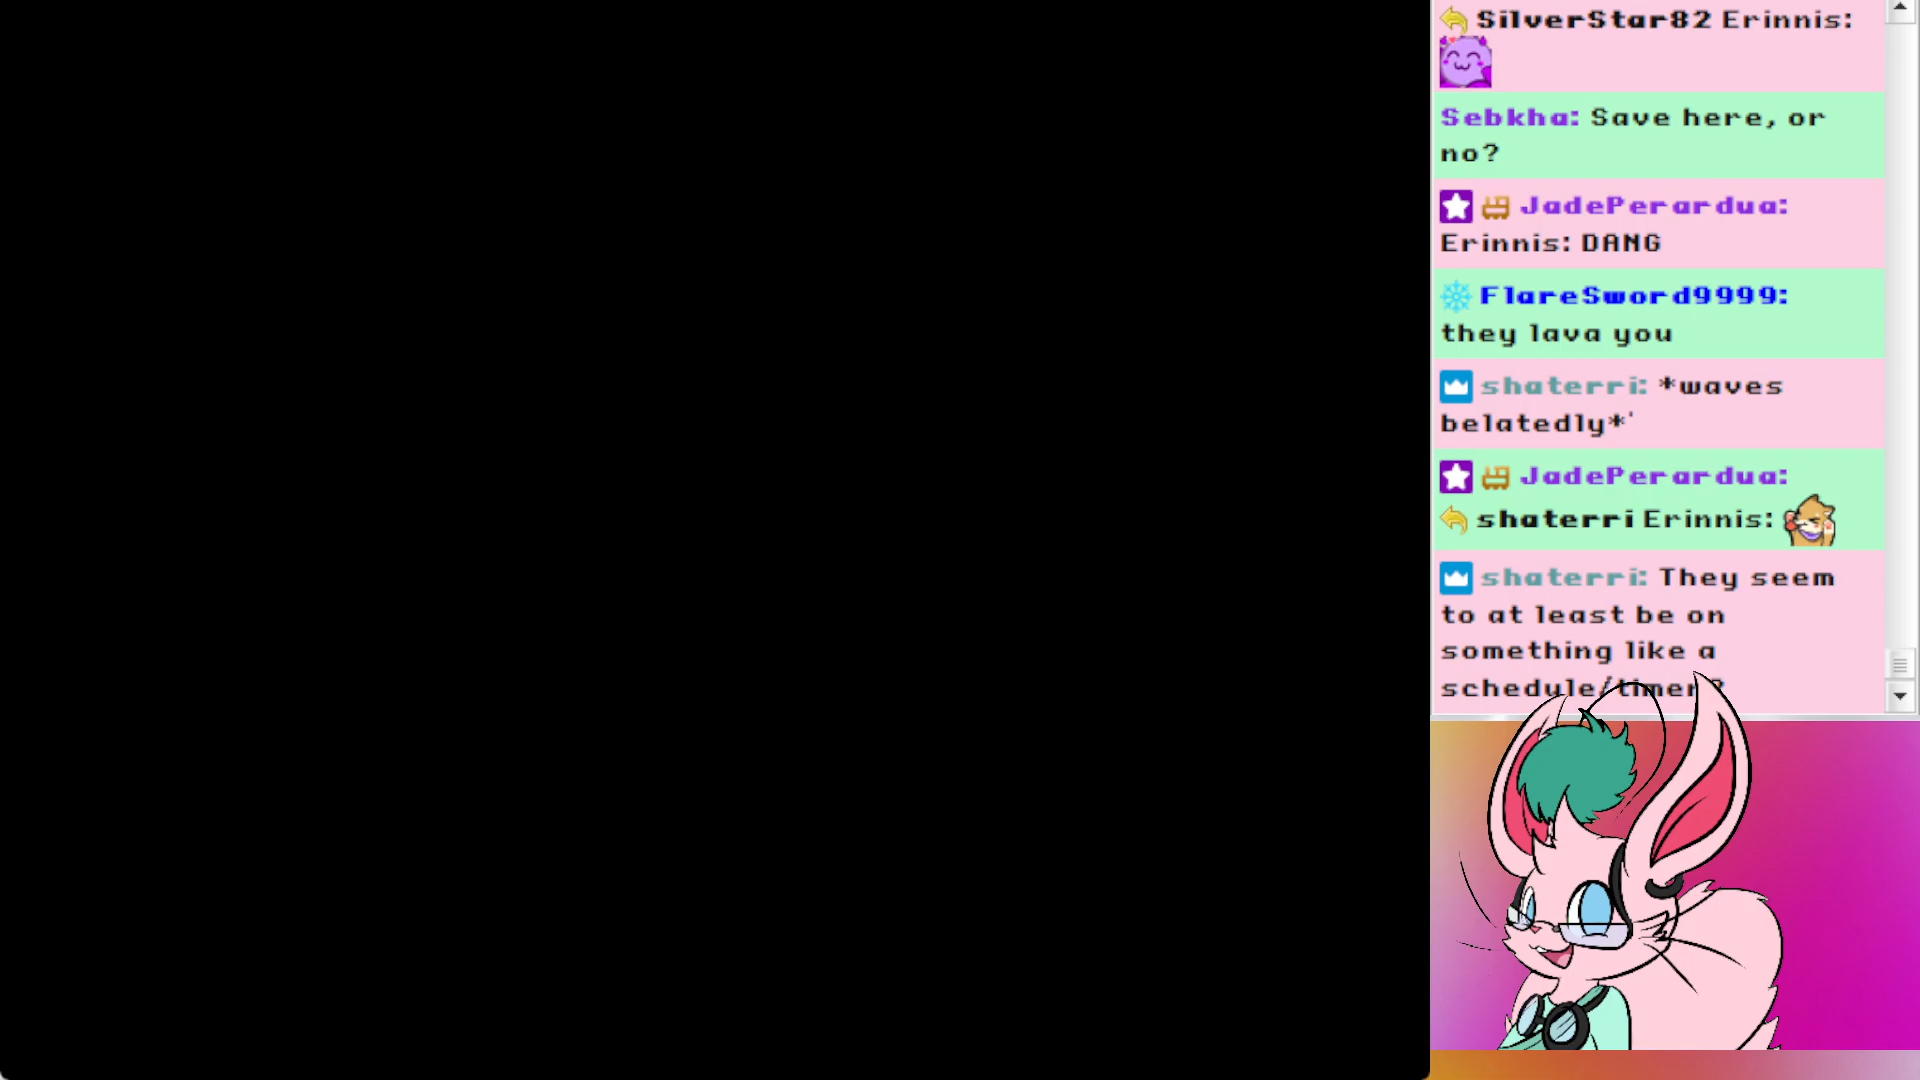 SilverStar82 Erinnis:
Sebkha: Save here, or
no?
JadePerardua:
Erinnis: DANG
FlareSword9999:
they lava you
shaterri: *waves
belatedly*'
JadePerardua:
shaterri Erinnis:
shaterri: They seem
to at least be on
something like a
schedule/timer?